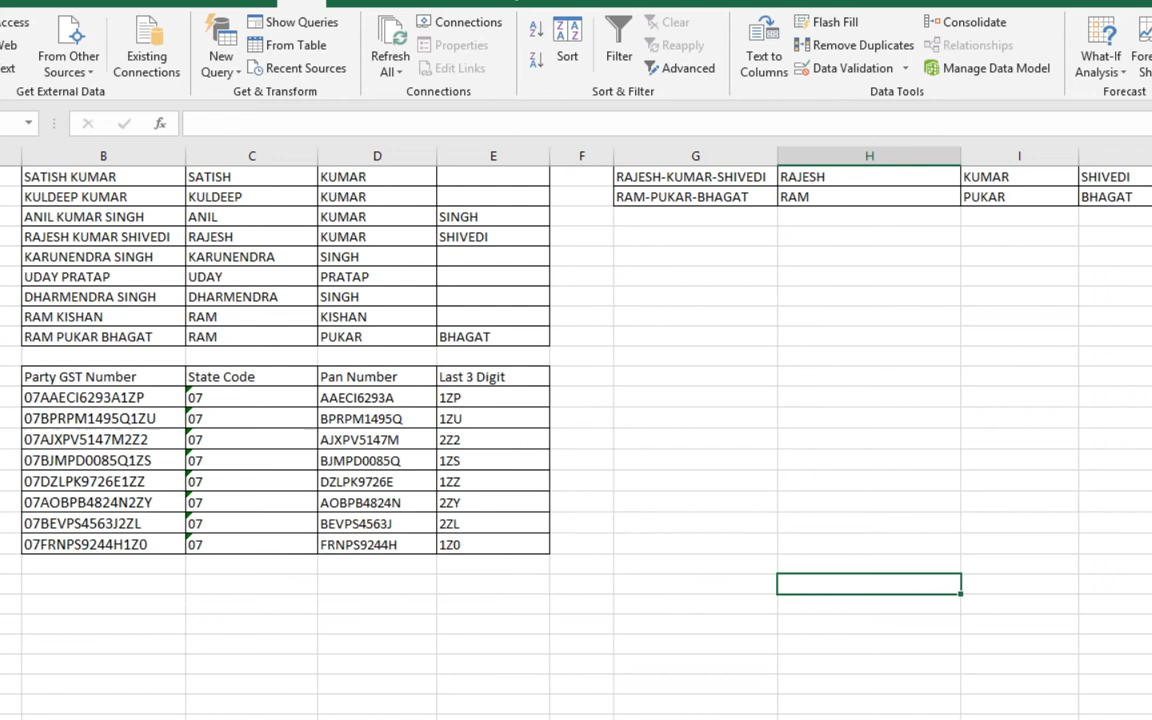 Access
Web
Text
From Other
Sources
Existing
Connections
Get External Data
New
Query
Show Queries
From Table
Recent Sources
Get & Transform
Refresh
All
Connections
Properties
Edit Links
Connections
Sort
Filter
Clear
Reapply
Advanced
Sort & Filter
Text to
Columns
Flash Fill
Remove Duplicates
Data Validation
Consolidate
Relationships
Manage Data Model
Data Tools
What-If
Analysis
Fore
Sh
Forecast
fx
B C D E F G H I
SATISH KUMAR SATISH KUMAR RAJESH-KUMAR-SHIVEDI RAJESH KUMAR SHIVEDI
KULDEEP KUMAR KULDEEP KUMAR RAM-PUKAR-BHAGAT RAM PUKAR BHAGAT
ANIL KUMAR SINGH ANIL KUMAR SINGH
RAJESH KUMAR SHIVEDI RAJESH KUMAR SHIVEDI
KARUNENDRA SINGH KARUNENDRA SINGH
UDAY PRATAP UDAY PRATAP
DHARMENDRA SINGH DHARMENDRA SINGH
RAM KISHAN RAM KISHAN
RAM PUKAR BHAGAT RAM PUKAR BHAGAT
Party GST Number State Code Pan Number Last 3 Digit
07AAECI6293A1ZP 07 AAECI6293A 1ZP
07BPRPM1495Q1ZU 07 BPRPM1495Q 1ZU
07AJXPV5147M2Z2 07 AJXPV5147M 2Z2
07BJMPD0085Q1ZS 07 BJMPD0085Q 1ZS
07DZLPK9726E1ZZ 07 DZLPK9726E 1ZZ
07AOBPB4824N2ZY 07 AOBPB4824N 2ZY
07BEVPS4563J2ZL 07 BEVPS4563J 2ZL
07FRNPS9244H1Z0 07 FRNPS9244H 1Z0